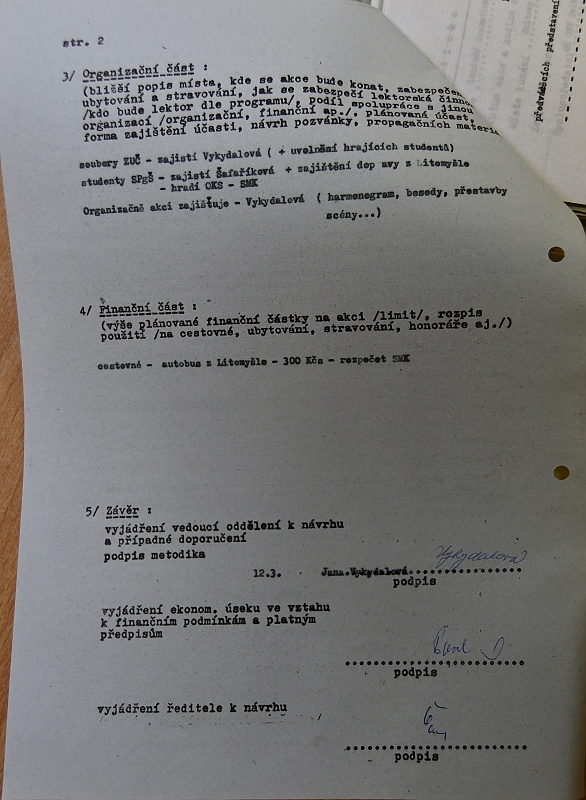 str. 2
3/ Organizační část :
(bližší popis místa, kde se akce bude konat, zabezpečen
ubytování a stravování, jak se zabezpečí lektorská činno
/kdo bude lektor dle programu/, podíl spolupráce s jinou
organizací /organizační, finanční ap./, plánovaná účast,
forma zajištění účasti, návrh pozvánky, propagačních materiá
soubory ZUČ - zajistí Vykydalová ( + uvolnění hrajících studentů)
studenty SPgŠ - zajistí Šafaříková + zajištění dop avy z Litomyšle
- hradí OKS - SMK
Organizačně akci zajišťuje - Vykydalová ( harmonogram, besedy, přestavby
scény...)
4/ Finanční část :
(výše plánované finanční částky na akci /limit/, rozpis
použití /na cestovné, ubytování, stravování, honoráře aj./)
cestovné - autobus z Litomyšle - 300 Kčs - rozpočet SMK
5/ Závěr :
vyjádření vedoucí oddělení k návrhu
a případné doporučení
podpis metodika
Vykydalová
12.3. Jana Vykydalová
podpis
vyjádření ekonom. úseku ve vztahu
k finančním podmínkám a platným
předpisům
podpis
vyjádření ředitele k návrhu
podpis
předváděcích představení